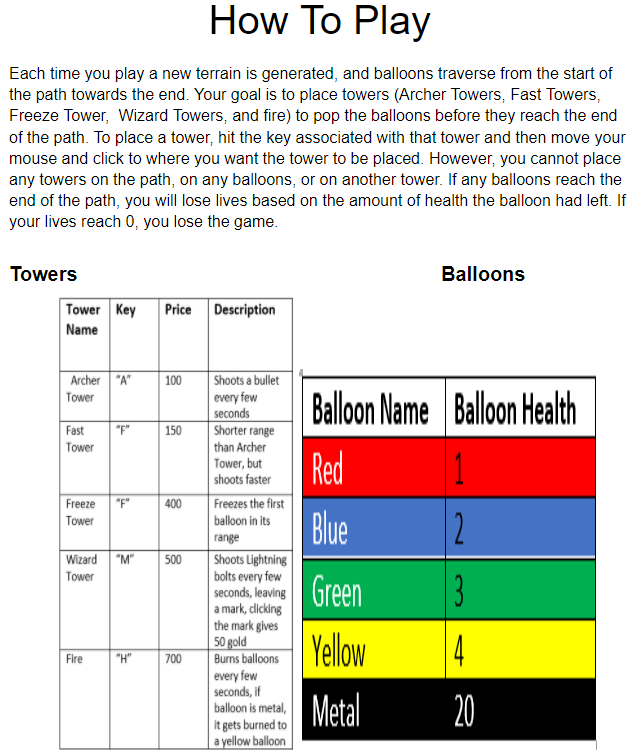 How To Play
Each time you play a new terrain is generated, and balloons traverse from the start of
the path towards the end. Your goal is to place towers (Archer Towers, Fast Towers,
Freeze Tower,  Wizard Towers, and fire) to pop the balloons before they reach the end
of the path. To place a tower, hit the key associated with that tower and then move your
mouse and click to where you want the tower to be placed. However, you cannot place
any towers on the path, on any balloons, or on another tower. If any balloons reach the
end of the path, you will lose lives based on the amount of health the balloon had left. If
your lives reach 0, you lose the game.
Towers
Tower Key Price Description
Name
Archer "A" 100 Shoots a bullet
Tower every few
seconds
Fast "F" 150 Shorter range
Tower than Archer
Tower, but
shoots faster
Freeze "F" 400 Freezes the first
Tower balloon in its
range
Wizard "M" 500 Shoots Lightning
Tower bolts every few
seconds, leaving
a mark, clicking
the mark gives
50 gold
Fire "H" 700 Burns balloons
every few
seconds, if
balloon is metal,
it gets burned to
a yellow balloon
Balloons
Balloon Name Balloon Health
Red 1
Blue 2
Green 3
Yellow 4
Metal 20